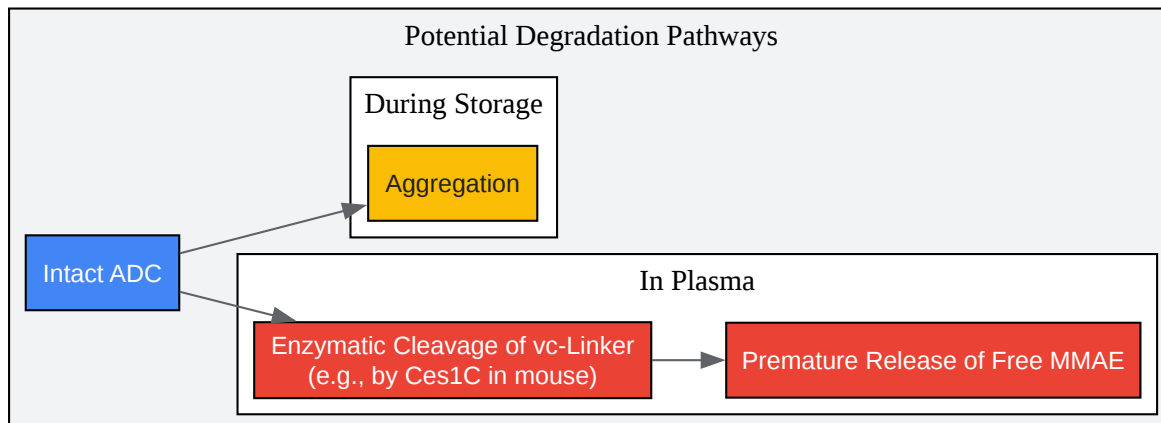 Potential Degradation Pathways
During Storage
Aggregation
Intact ADC
In Plasma
Enzymatic Cleavage of vc-Linker
(e.g., by Ces1C in mouse)
Premature Release of Free MMAE